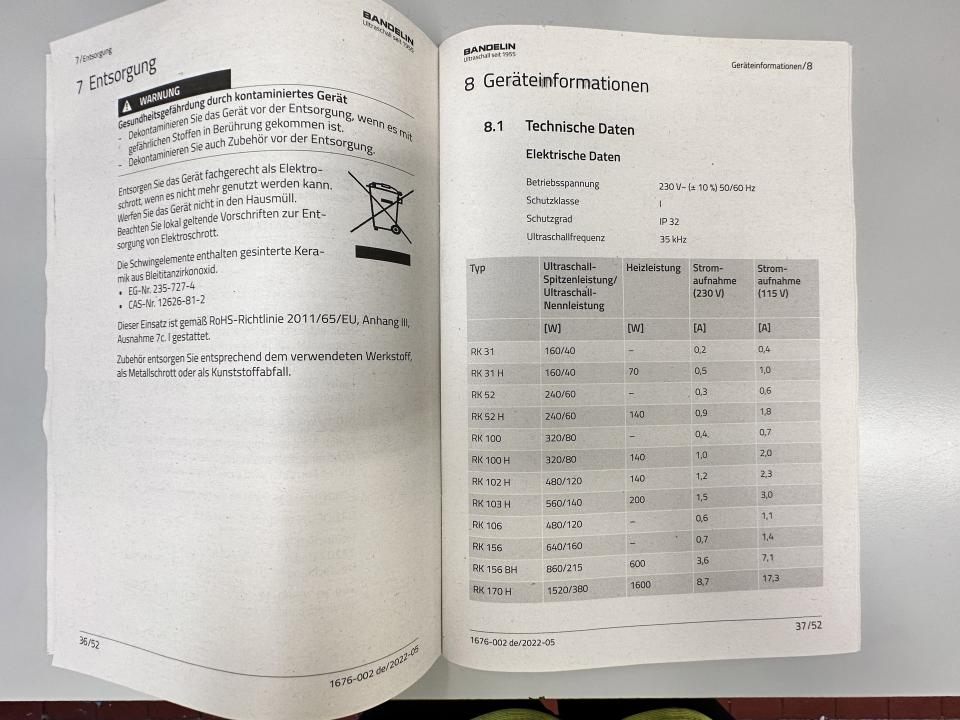 7/Entsorgung
BANDELIN
Ultraschall seit 1955
7 Entsorgung
WARNUNG
Gesundheitsgefährdung durch kontaminiertes Gerät
- Dekontaminieren Sie das Gerät vor der Entsorgung, wenn es mit
gefährlichen Stoffen in Berührung gekommen ist.
- Dekontaminieren Sie auch Zubehör vor der Entsorgung.
Entsorgen Sie das Gerät fachgerecht als Elektro-
schrott, wenn es nicht mehr genutzt werden kann.
Werfen Sie das Gerät nicht in den Hausmüll.
Beachten Sie lokal geltende Vorschriften zur Ent-
sorgung von Elektroschrott.
Die Schwingelemente enthalten gesinterte Kera-
mik aus Bleititanzirkonoxid.
• EG-Nr. 235-727-4
• CAS-Nr. 12626-81-2
Dieser Einsatz ist gemäß RoHS-Richtlinie 2011/65/EU, Anhang III,
Ausnahme 7c. I gestattet.
Zubehör entsorgen Sie entsprechend dem verwendeten Werkstoff,
als Metallschrott oder als Kunststoffabfall.
36/52
1676-002 de/2022-05
BANDELIN
Ultraschall seit 1955
Geräteinformationen/8
8 Geräteinformationen
8.1 Technische Daten
Elektrische Daten
Betriebsspannung 230 V~ (± 10 %) 50/60 Hz
Schutzklasse I
Schutzgrad IP 32
Ultraschallfrequenz 35 kHz
Typ Ultraschall- Heizleistung Strom- Strom-
Spitzenleistung/ aufnahme aufnahme
Ultraschall- (230 V) (115 V)
Nennleistung
[W] [W] [A] [A]
RK 31 160/40 – 0,2 0,4
RK 31 H 160/40 70 0,5 1,0
RK 52 240/60 – 0,3 0,6
RK 52 H 240/60 140 0,9 1,8
RK 100 320/80 – 0,4 0,7
RK 100 H 320/80 140 1,0 2,0
RK 102 H 480/120 140 1,2 2,3
RK 103 H 560/140 200 1,5 3,0
RK 106 480/120 – 0,6 1,1
RK 156 640/160 – 0,7 1,4
RK 156 BH 860/215 600 3,6 7,1
RK 170 H 1520/380 1600 8,7 17,3
1676-002 de/2022-05
37/52